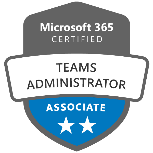 Microsoft 365
CERTIFIED
TEAMS
ADMINISTRATOR
ASSOCIATE